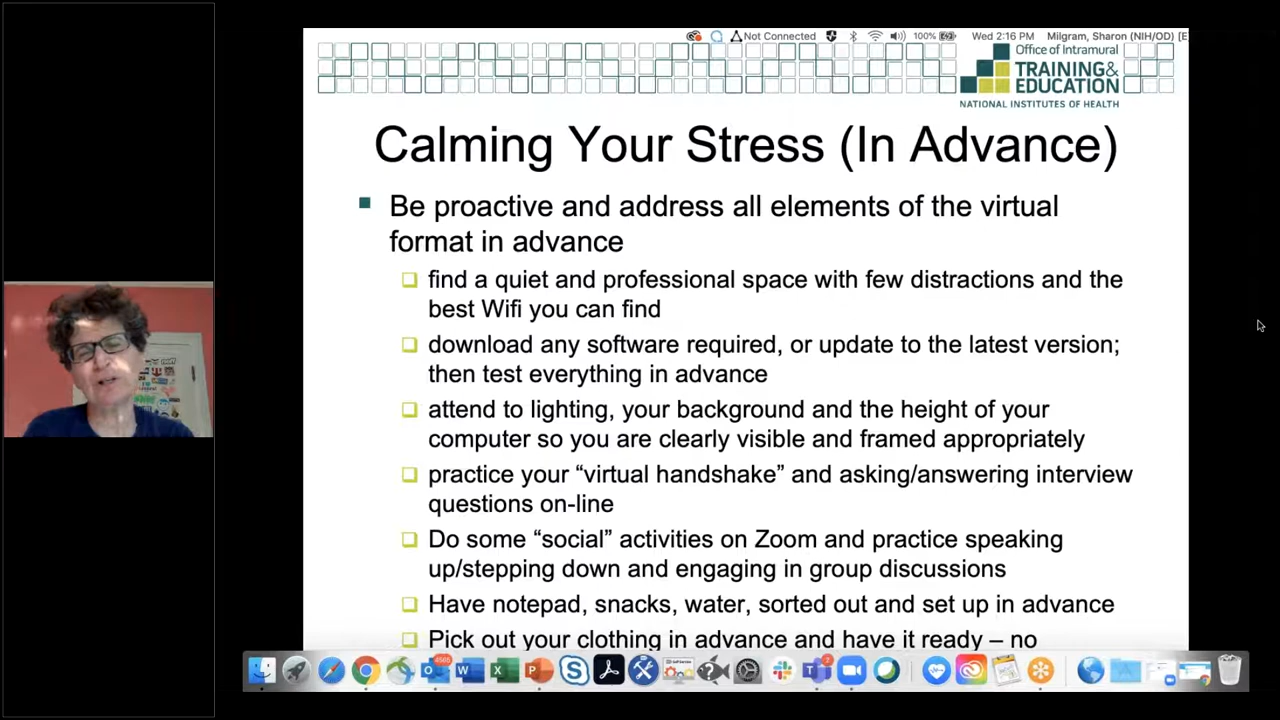 Not Connected 100% Wed 2:16 PM Milgram, Sharon (NIH/OD) [E
Office of Intramural
TRAINING&
EDUCATION
NATIONAL INSTITUTES OF HEALTH
Calming Your Stress (In Advance)
Be proactive and address all elements of the virtual
format in advance
find a quiet and professional space with few distractions and the
best Wifi you can find
download any software required, or update to the latest version;
then test everything in advance
attend to lighting, your background and the height of your
computer so you are clearly visible and framed appropriately
practice your “virtual handshake” and asking/answering interview
questions on-line
Do some “social” activities on Zoom and practice speaking
up/stepping down and engaging in group discussions
Have notepad, snacks, water, sorted out and set up in advance
Pick out your clothing in advance and have it ready – no